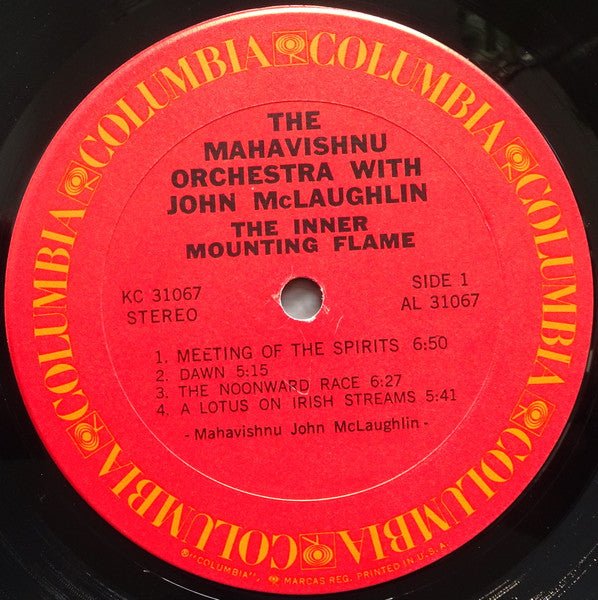 COLUMBIA COLUMBIA COLUMBIA COLUMBIA COLUMBIA COLUMBIA
THE
MAHAVISHNU
ORCHESTRA WITH
JOHN McLAUGHLIN
THE INNER
MOUNTING FLAME
KC 31067
STEREO
SIDE 1
AL 31067
1. MEETING OF THE SPIRITS 6:50
2. DAWN 5:15
3. THE NOONWARD RACE 6:27
4. A LOTUS ON IRISH STREAMS 5:41
- Mahavishnu John McLaughlin -
® "COLUMBIA", MARCAS REG. PRINTED IN U.S.A.